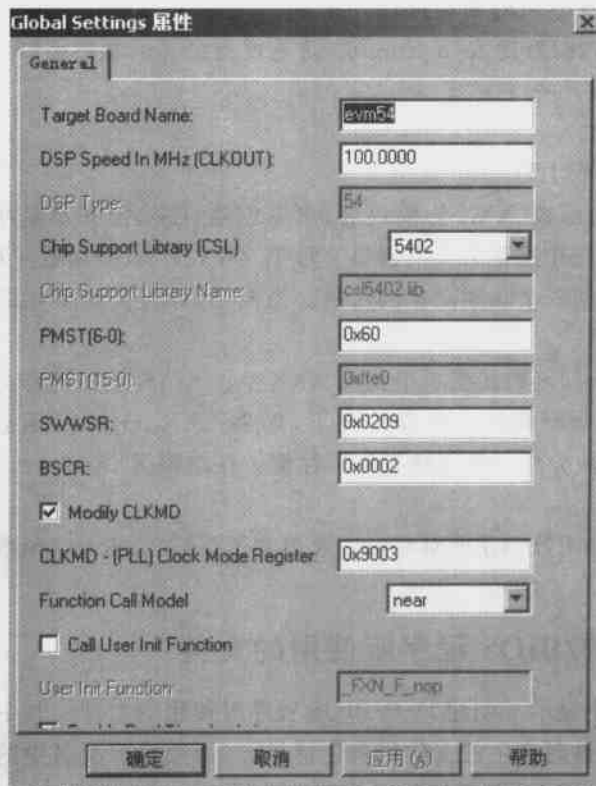 Global Settings 属性
General
Target Board Name: evm54
DSP Speed In MHz (CLKOUT): 100.0000
DSP Type: 54
Chip Support Library (CSL) 5402
Chip Support Library Name: csl5402.lib
PMST(6-0): 0x60
PMST(15-0): 0xffe0
SWWSR: 0x0209
BSCR: 0x0002
Modify CLKMD
CLKMD - (PLL) Clock Mode Register: 0x9003
Function Call Model near
Call User Init Function
User Init Function _FXN_F_nop
确定 取消 应用(A) 帮助